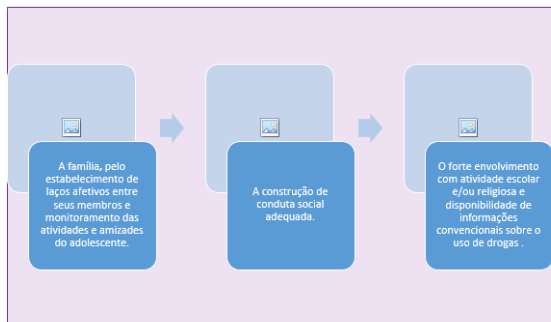 A família, pelo
estabelecimento de
laços afetivos entre
seus membros e
monitoramento das
atividades e amizades
do adolescente.
A construção de
conduta social
adequada.
O forte envolvimento
com atividade escolar
e/ou religiosa e
disponibilidade de
informações
convencionais sobre o
uso de drogas .